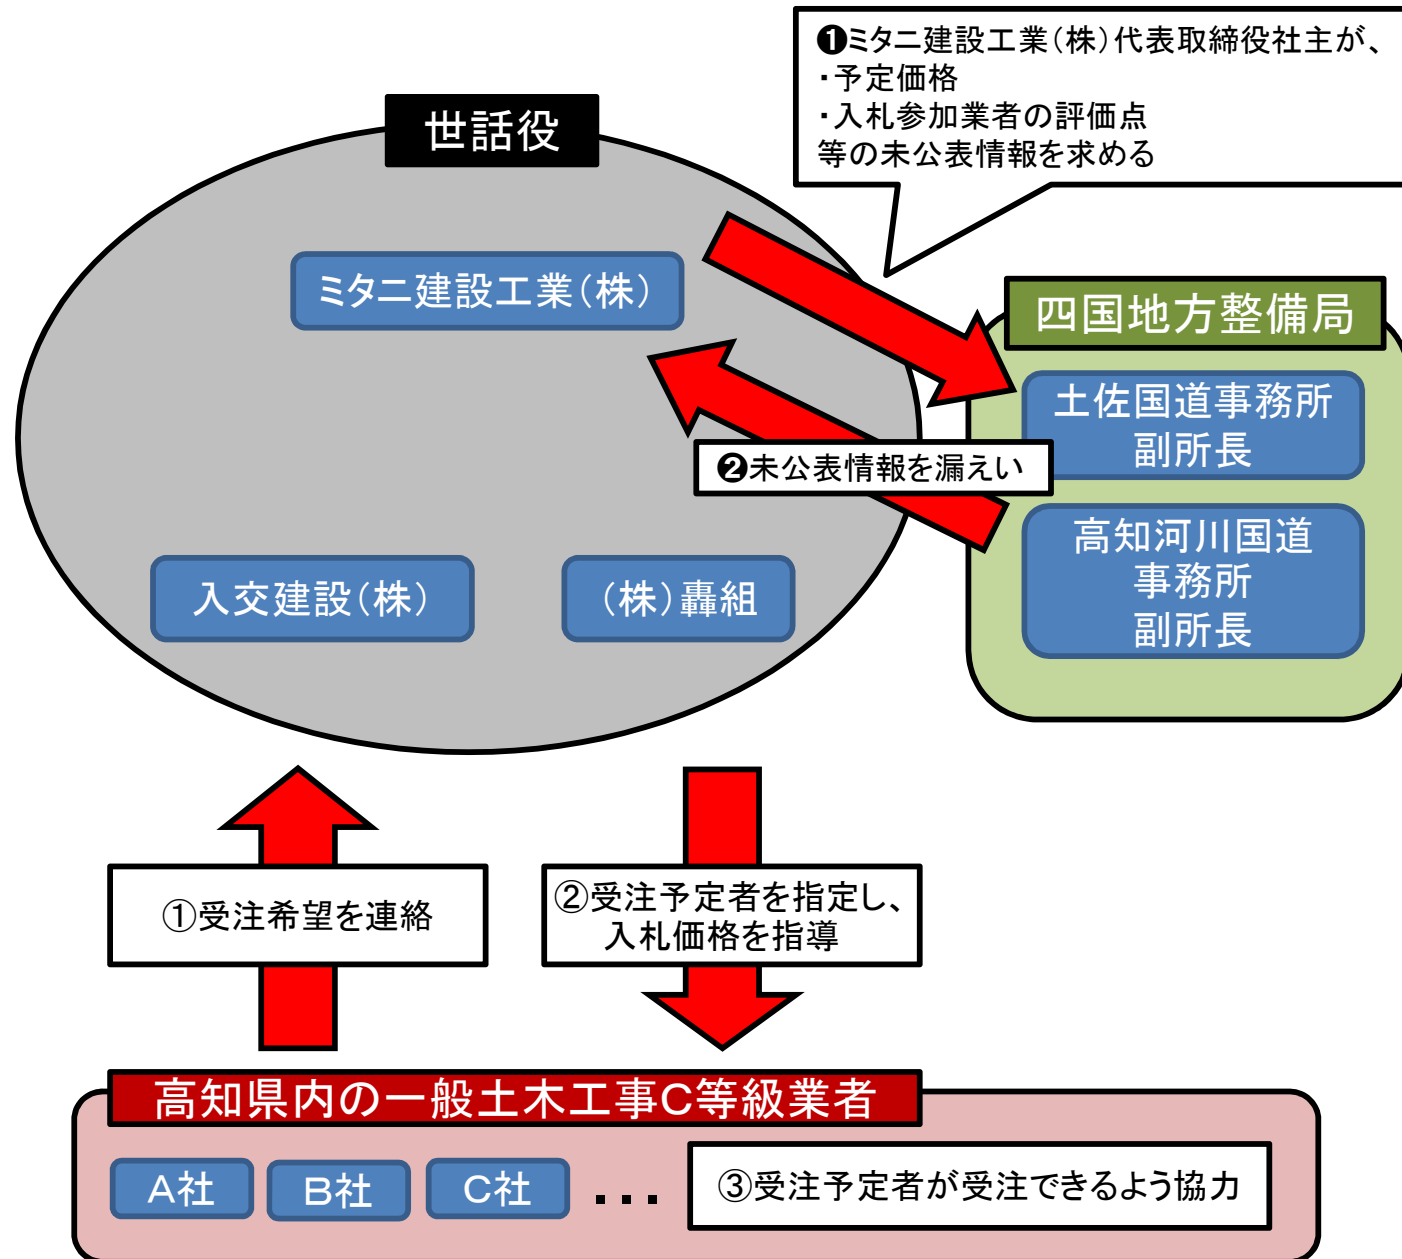 ❶ミタニ建設工業(株)代表取締役社主が、
・予定価格
・入札参加業者の評価点
等の未公表情報を求める
世話役
ミタニ建設工業(株)
四国地方整備局
土佐国道事務所
副所長
❷未公表情報を漏えい
高知河川国道
事務所
副所長
入交建設(株)
(株)轟組
①受注希望を連絡
②受注予定者を指定し、
入札価格を指導
高知県内の一般土木工事C等級業者
A社
B社
C社
・・・
③受注予定者が受注できるよう協力